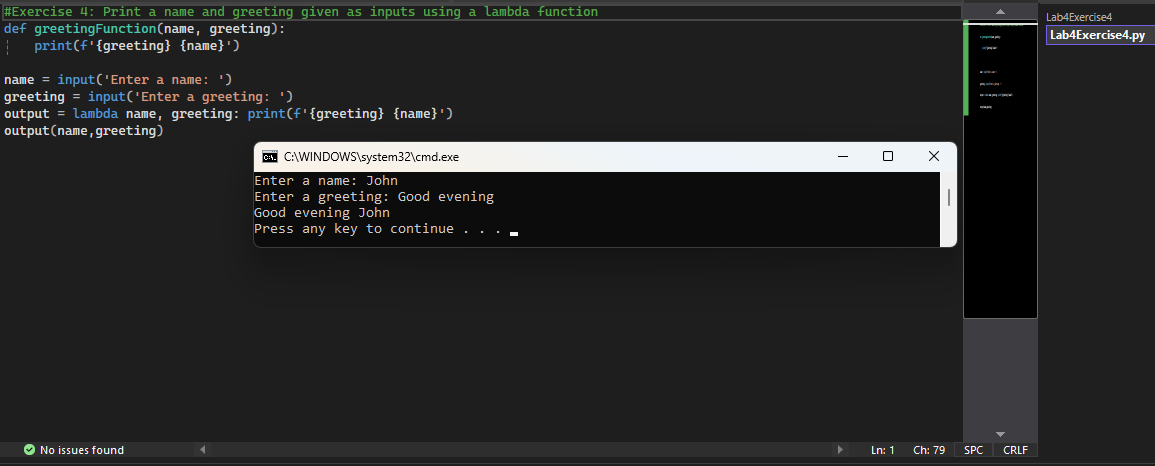 #Exercise 4: Print a name and greeting given as inputs using a lambda function
def greetingFunction(name, greeting):
    print(f'{greeting} {name}')
name = input('Enter a name: ')
greeting = input('Enter a greeting: ')
output = lambda name, greeting: print(f'{greeting} {name}')
output(name,greeting)
C:\WINDOWS\system32\cmd.exe
Enter a name: John
Enter a greeting: Good evening
Good evening John
Press any key to continue . . .
Lab4Exercise4
Lab4Exercise4.py
No issues found
Ln: 1 Ch: 79 SPC CRLF